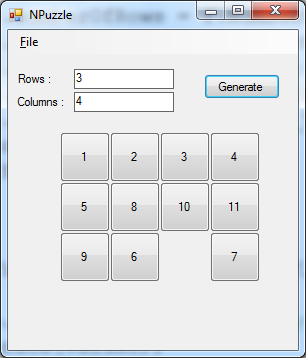 NPuzzle
File
Rows : 3
Generate
Columns : 4
1 2 3 4
5 8 10 11
9 6 7